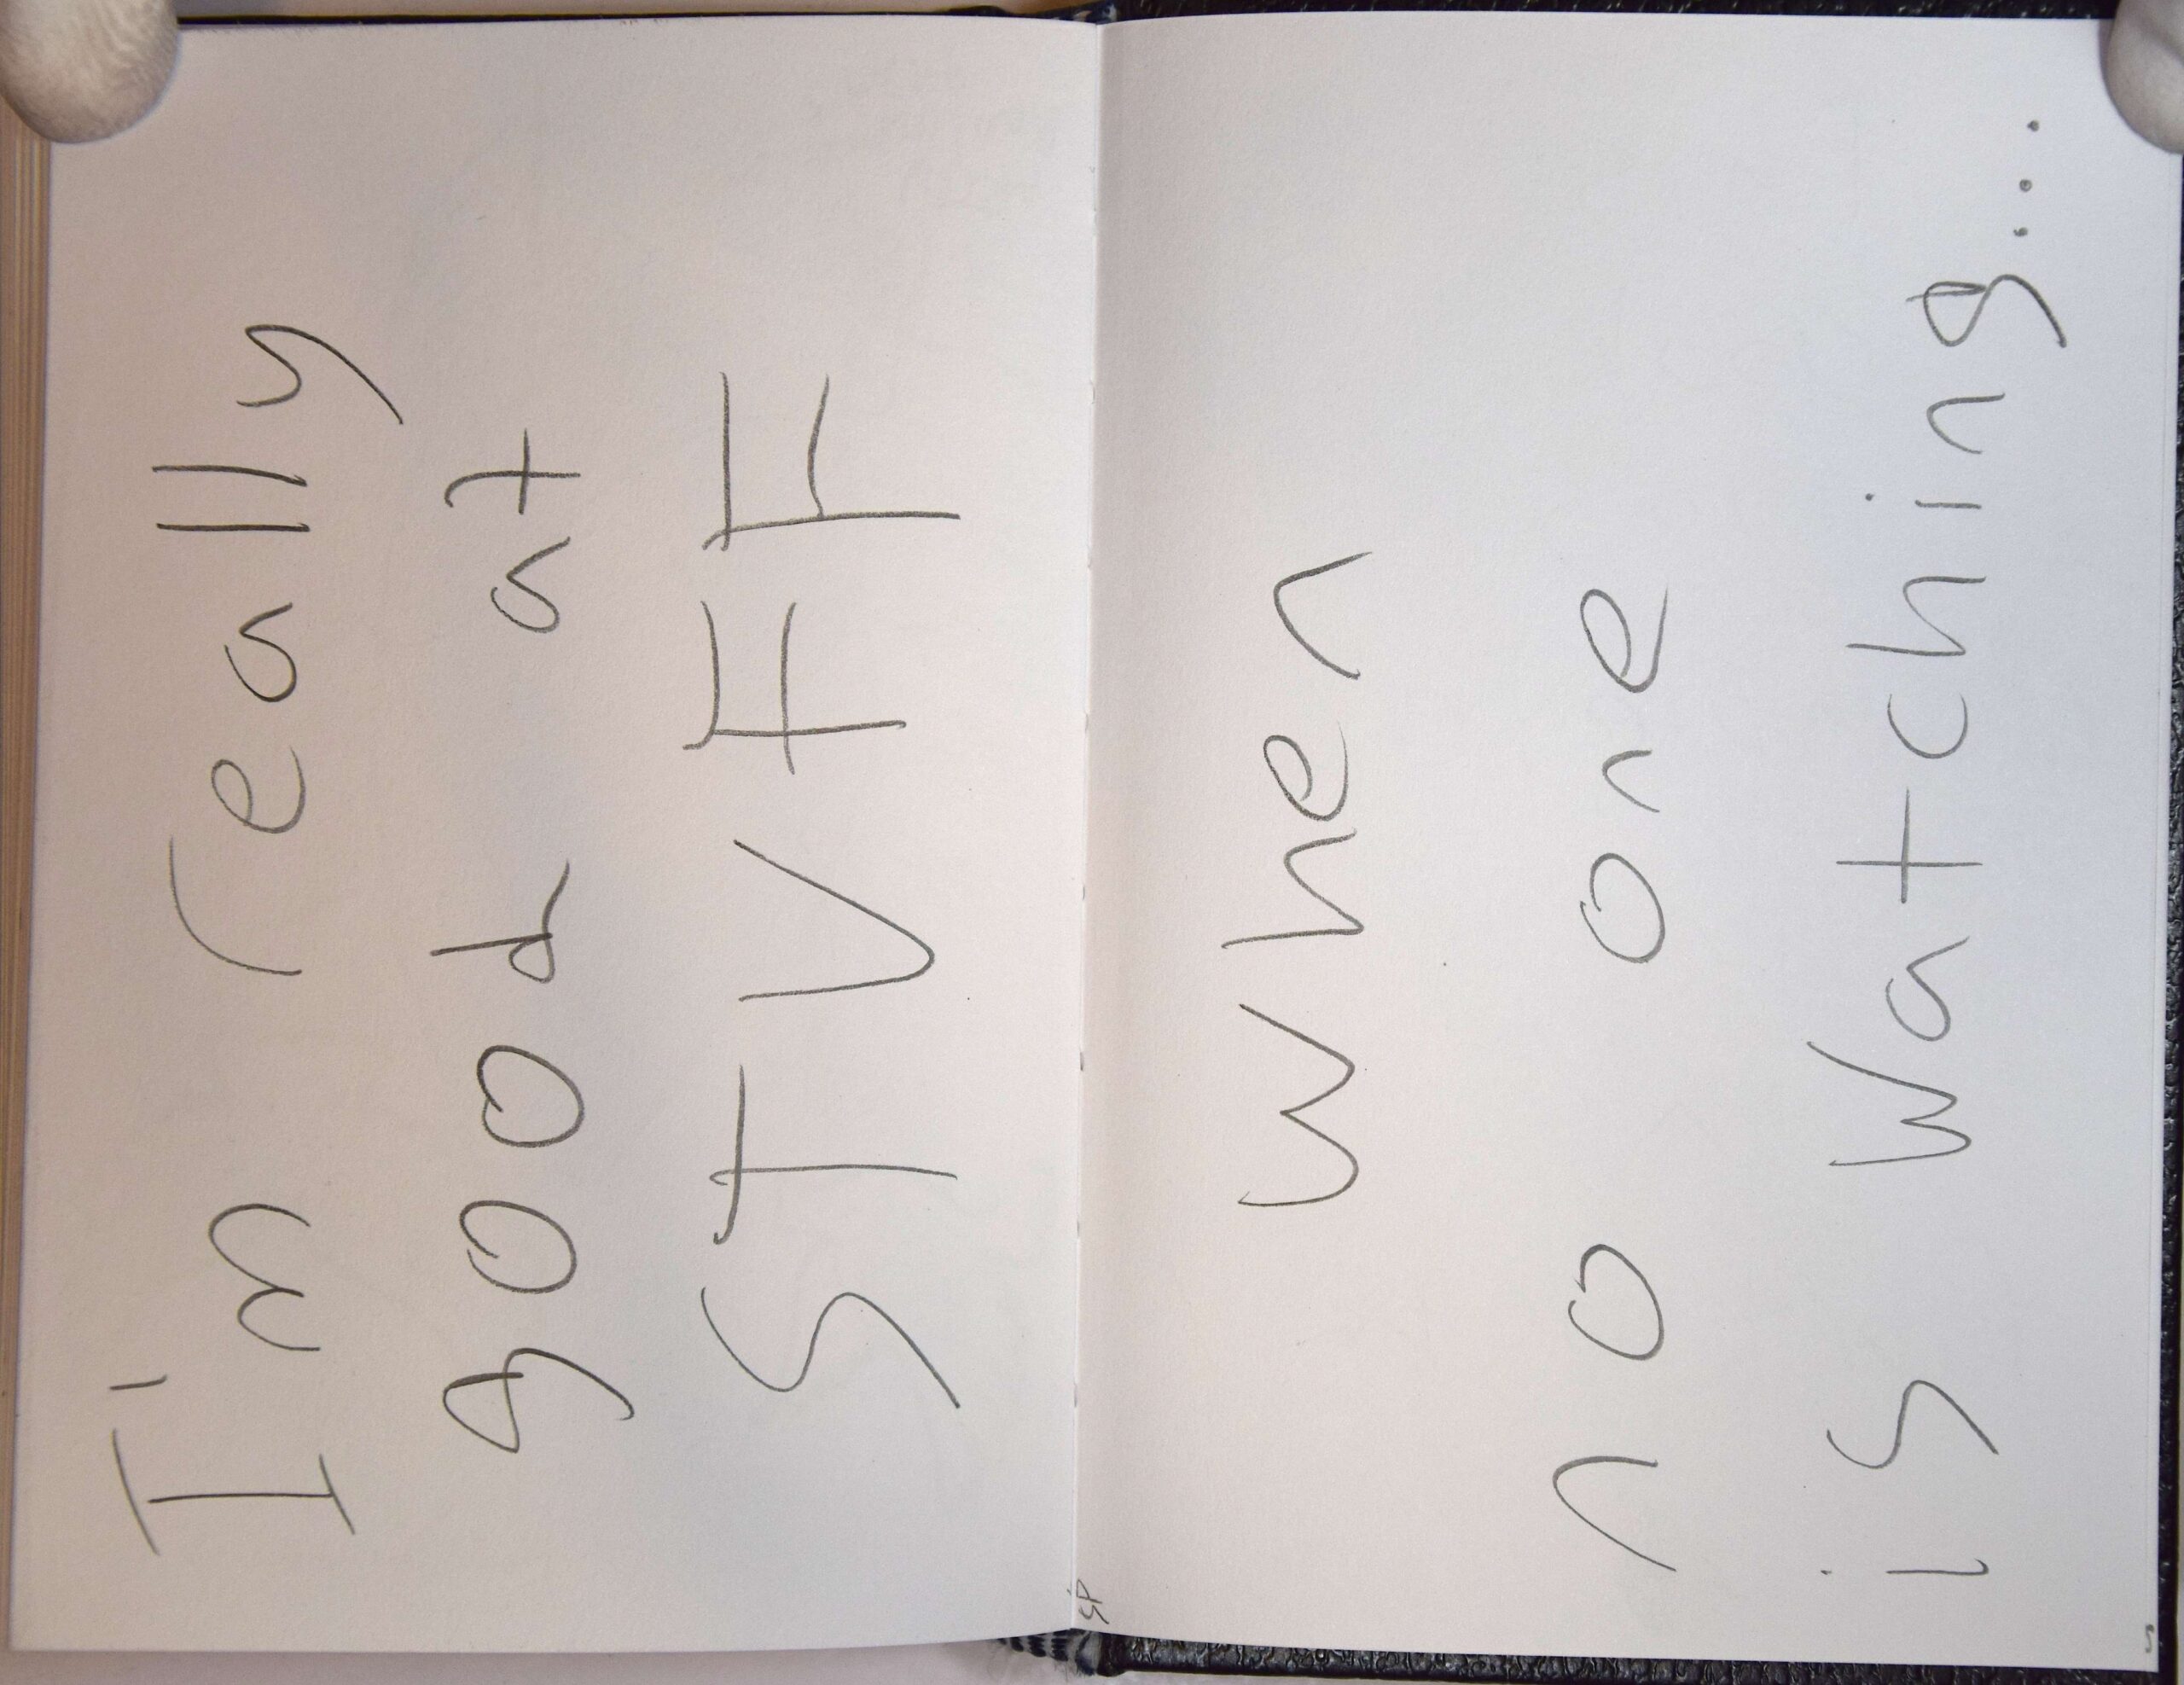 I'm really
good at
STUFF
when
no one
is watching...